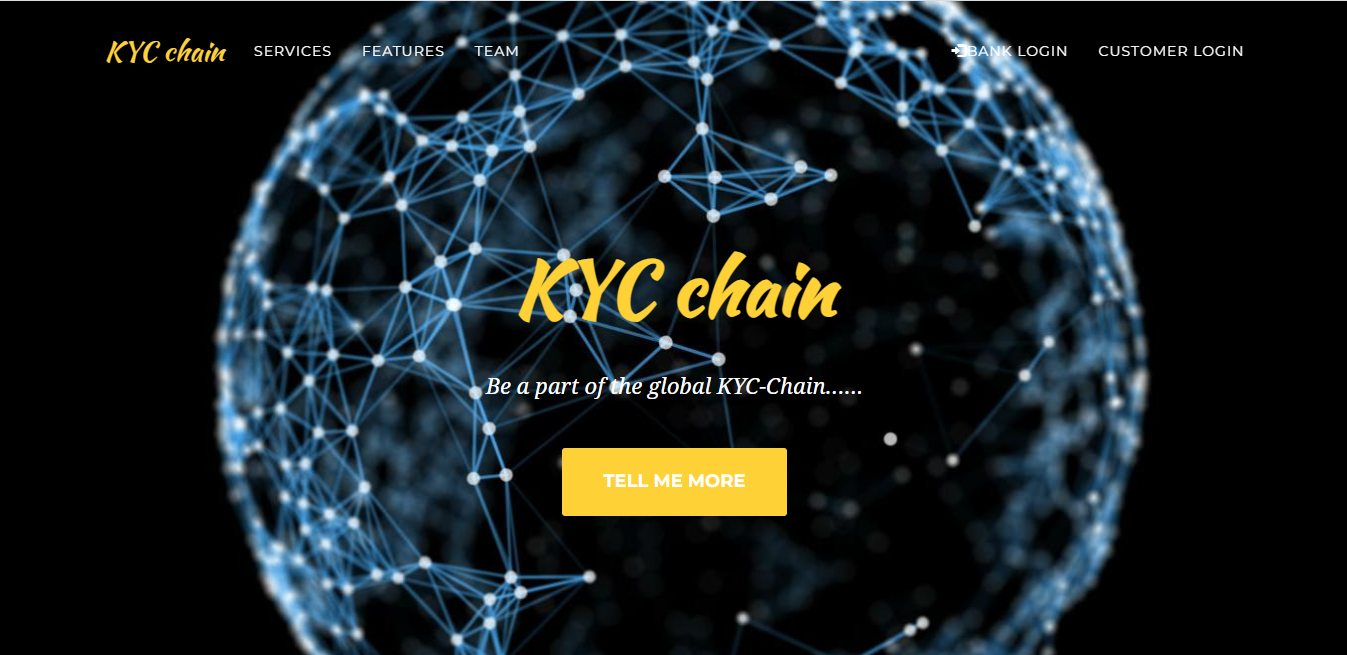 KYC chain SERVICES FEATURES TEAM BANK LOGIN CUSTOMER LOGIN
KYC chain
Be a part of the global KYC-Chain......
TELL ME MORE